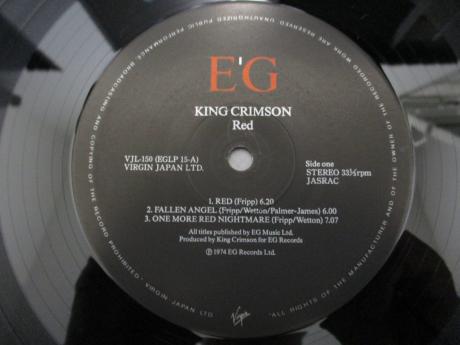 E'G
KING CRIMSON
Red
VJL-150 (EGLP 15-A)
VIRGIN JAPAN LTD.
Side one
STEREO 33⅓rpm
JASRAC
1. RED (Fripp) 6.20
2. FALLEN ANGEL (Fripp/Wetton/Palmer-James) 6.00
3. ONE MORE RED NIGHTMARE (Fripp/Wetton) 7.07
All titles published by EG Music Ltd.
Produced by King Crimson for EG Records
℗ 1974 EG Records Ltd.
Virgin
"ALL RIGHTS OF THE MANUFACTURER AND OF THE OWNER OF THE RECORDED WORK ARE RESERVED. UNAUTHORIZED PUBLIC PERFORMANCE, BROADCASTING AND COPYING OF THE RECORD PROHIBITED" VIRGIN JAPAN LTD